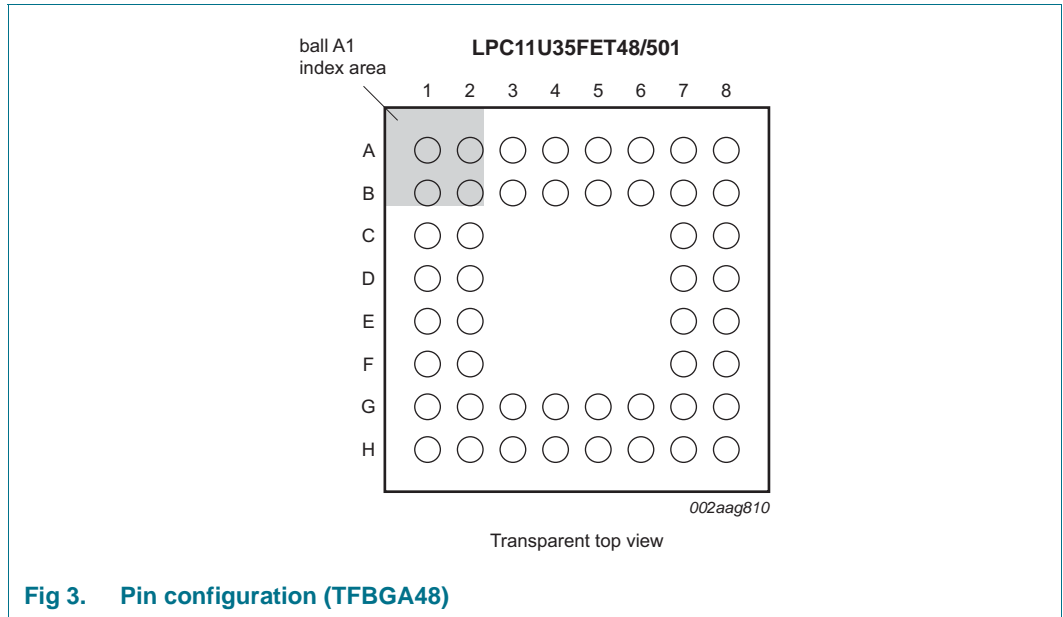 ball A1
index area
LPC11U35FET48/501
1 2 3 4 5 6 7 8
A
B
C
D
E
F
G
H
002aag810
Transparent top view
Fig 3. Pin configuration (TFBGA48)